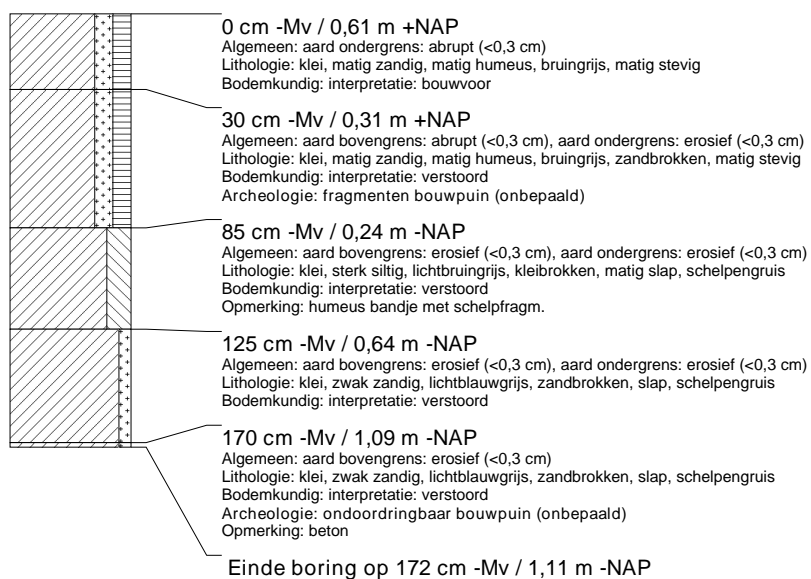 0 cm -Mv / 0,61 m +NAP
Algemeen: aard ondergrens: abrupt (<0,3 cm)
Lithologie: klei, matig zandig, matig humeus, bruingrijs, matig stevig
Bodemkundig: interpretatie: bouwvoor
30 cm -Mv / 0,31 m +NAP
Algemeen: aard bovengrens: abrupt (<0,3 cm), aard ondergrens: erosief (<0,3 cm)
Lithologie: klei, matig zandig, matig humeus, bruingrijs, zandbrokken, matig stevig
Bodemkundig: interpretatie: verstoord
Archeologie: fragmenten bouwpuin (onbepaald)
85 cm -Mv / 0,24 m -NAP
Algemeen: aard bovengrens: erosief (<0,3 cm), aard ondergrens: erosief (<0,3 cm)
Lithologie: klei, sterk siltig, lichtbruingrijs, kleibrokken, matig slap, schelpengruis
Bodemkundig: interpretatie: verstoord
Opmerking: humeus bandje met schelpfragm.
125 cm -Mv / 0,64 m -NAP
Algemeen: aard bovengrens: erosief (<0,3 cm), aard ondergrens: erosief (<0,3 cm)
Lithologie: klei, zwak zandig, lichtblauwgrijs, zandbrokken, slap, schelpengruis
Bodemkundig: interpretatie: verstoord
170 cm -Mv / 1,09 m -NAP
Algemeen: aard bovengrens: erosief (<0,3 cm)
Lithologie: klei, zwak zandig, lichtblauwgrijs, zandbrokken, slap, schelpengruis
Bodemkundig: interpretatie: verstoord
Archeologie: ondoordringbaar bouwpuin (onbepaald)
Opmerking: beton
Einde boring op 172 cm -Mv / 1,11 m -NAP